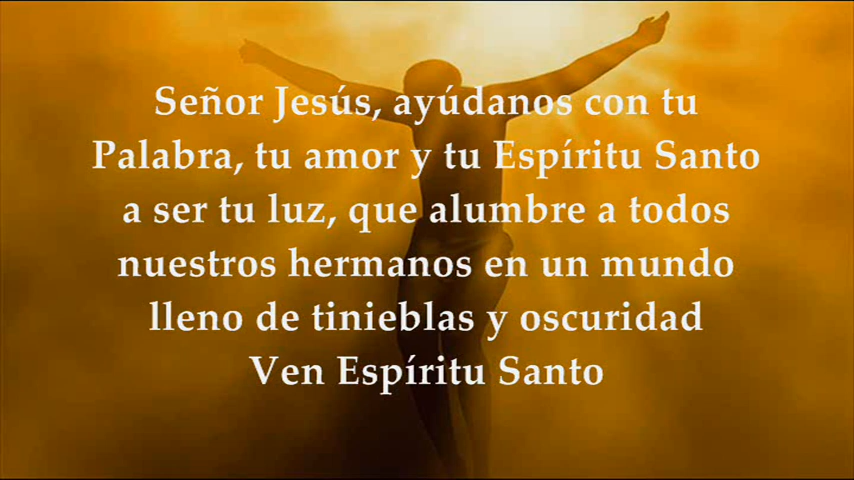 Señor Jesús, ayúdanos con tu
Palabra, tu amor y tu Espíritu Santo
a ser tu luz, que alumbre a todos
nuestros hermanos en un mundo
lleno de tinieblas y oscuridad
Ven Espíritu Santo